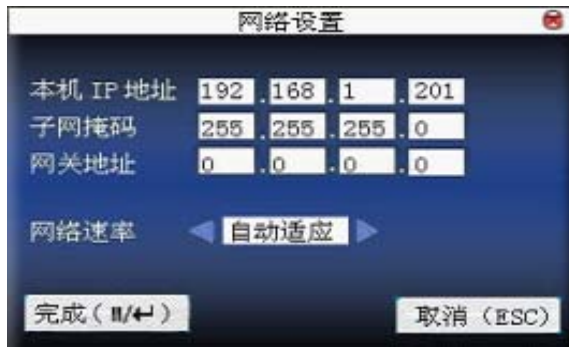 网络设置
本机 IP 地址 192 .168 .1 .201
子网掩码 255 .255 .255 .0
网关地址 0 .0 .0 .0
网络速率 自动适应
完成(M/↵) 取消 (ESC)